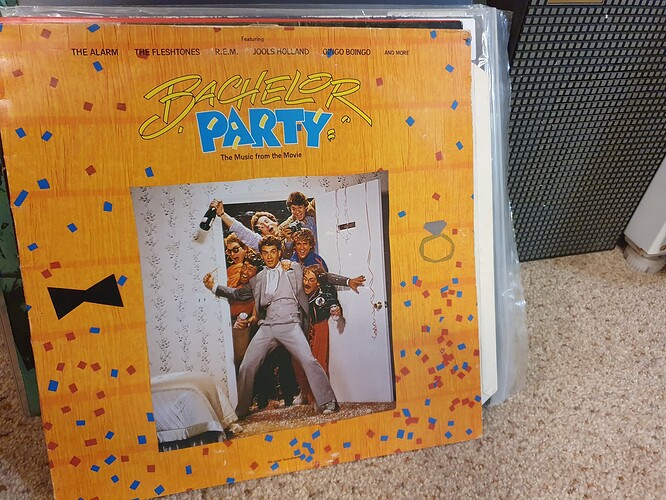 Featuring
THE ALARM THE FLESHTONES R.E.M. JOOLS HOLLAND OINGO BOINGO AND MORE
BACHELOR
PARTY
The Music from the Movie